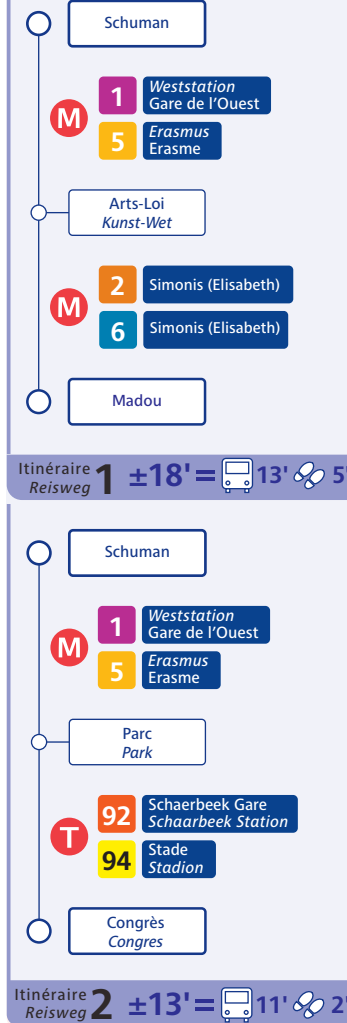 Schuman
M
1 Weststation
Gare de l'Ouest
5 Erasmus
Erasme
Arts-Loi
Kunst-Wet
M
2 Simonis (Elisabeth)
6 Simonis (Elisabeth)
Madou
Itinéraire
Reisweg 1 ±18'= 13' 5'
Schuman
M
1 Weststation
Gare de l'Ouest
5 Erasmus
Erasme
Parc
Park
T
92 Schaerbeek Gare
Schaarbeek Station
94 Stade
Stadion
Congrès
Congres
Itinéraire
Reisweg 2 ±13'= 11' 2'